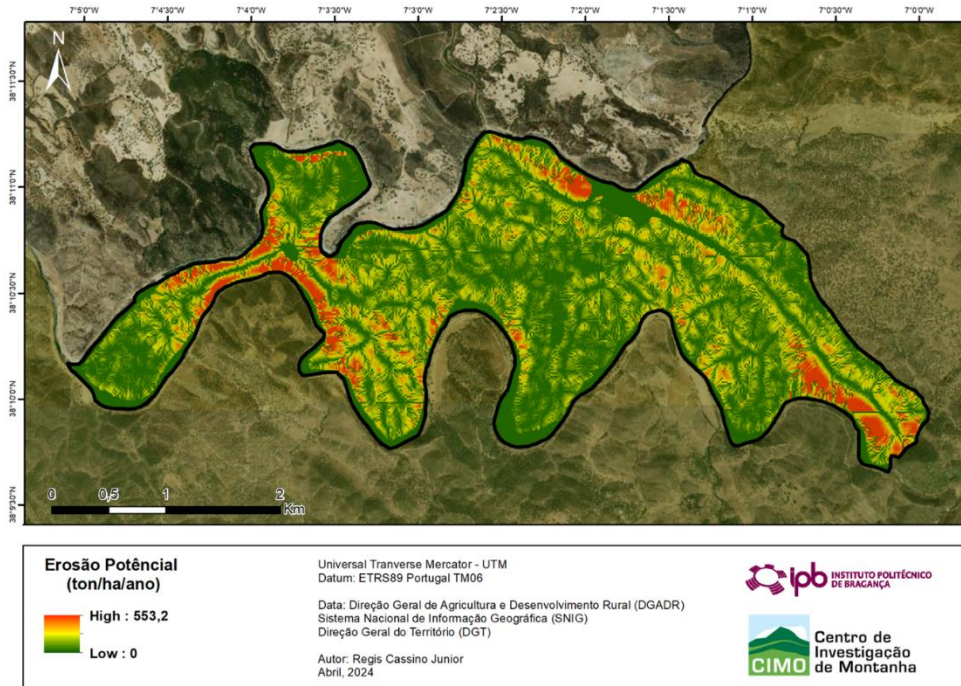 7°5'0"W 7°4'30"W 7°4'0"W 7°3'30"W 7°3'0"W 7°2'30"W 7°2'0"W 7°1'30"W 7°1'0"W 7°0'30"W 7°0'0"W
N
38°11'30"N
38°11'0"N
38°10'30"N
38°10'0"N
38°9'30"N
0 0,5 1 2
Km
Erosão Potêncial
(ton/ha/ano)
High : 553,2
Low : 0
Universal Tranverse Mercator - UTM
Datum: ETRS89 Portugal TM06
Data: Direção Geral de Agricultura e Desenvolvimento Rural (DGADR)
Sistema Nacional de Informação Geográfica (SNIG)
Direção Geral do Território (DGT)
Autor: Regis Cassino Junior
Abril, 2024
ipb INSTITUTO POLITÉCNICO
DE BRAGANÇA
CIMO
Centro de
Investigação
de Montanha